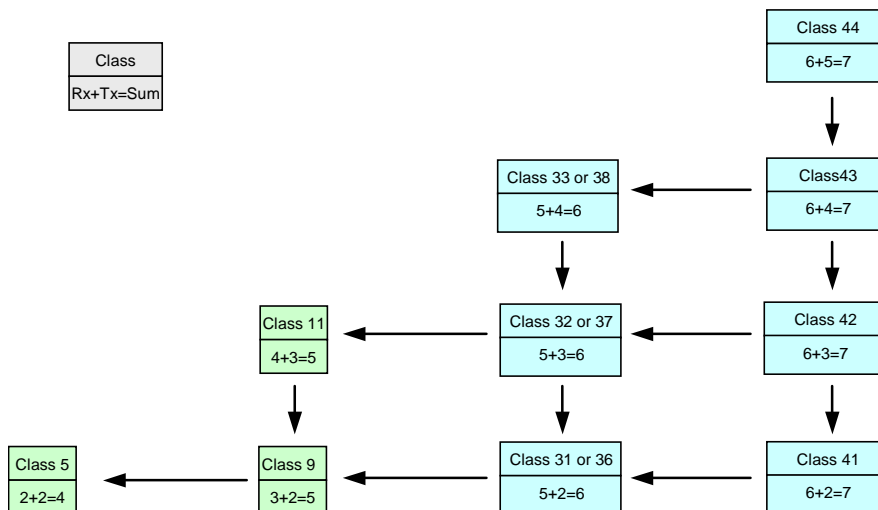 Class 44
6+5=7
Class
Rx+Tx=Sum
Class 33 or 38
5+4=6
Class43
6+4=7
Class 11
4+3=5
Class 32 or 37
5+3=6
Class 42
6+3=7
Class 5
2+2=4
Class 9
3+2=5
Class 31 or 36
5+2=6
Class 41
6+2=7